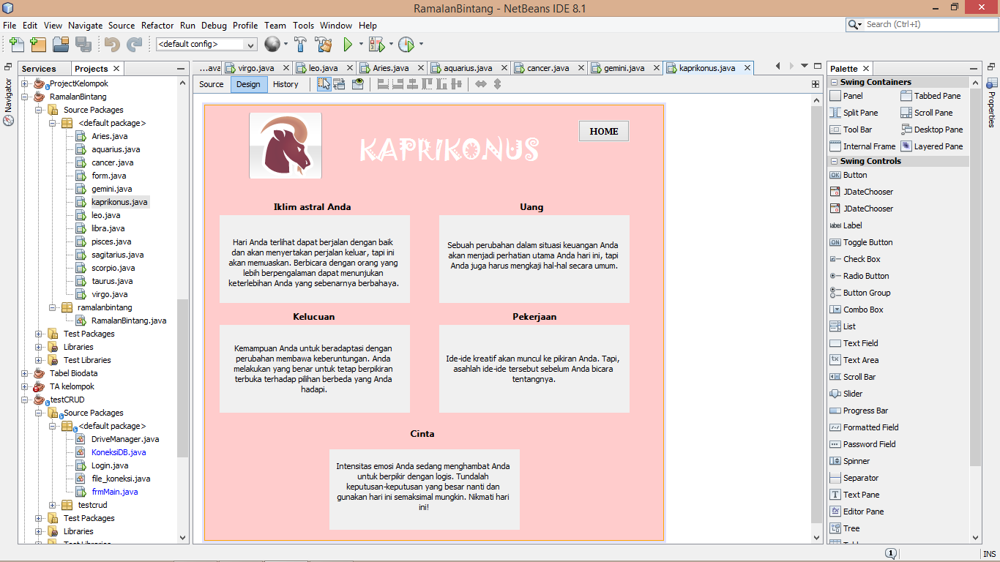 RamalanBintang - NetBeans IDE 8.1
File Edit View Navigate Source Refactor Run Debug Profile Team Tools Window Help
Search (Ctrl+I)
<default config>
Navigator
Services Projects
ProjectKelompok
RamalanBintang
Source Packages
<default package>
Aries.java
aquarius.java
cancer.java
form.java
gemini.java
kaprikonus.java
leo.java
libra.java
pisces.java
sagitarius.java
scorpio.java
taurus.java
virgo.java
ramalanbintang
RamalanBintang.java
Test Packages
Libraries
Test Libraries
Tabel Biodata
TA kelompok
testCRUD
Source Packages
<default package>
DriveManager.java
KoneksiDB.java
Login.java
file_koneksi.java
frmMain.java
testcrud
Test Packages
Libraries
Test Libraries
...ava virgo.java leo.java Aries.java aquarius.java cancer.java gemini.java kaprikonus.java
Source Design History
KAPRIKONUS
HOME
Iklim astral Anda
Hari Anda terlihat dapat berjalan dengan baik
dan akan menyertakan perjalan keluar, tapi ini
akan memuaskan. Berbicara dengan orang yang
lebih berpengalaman dapat menunjukan
keterlebihan Anda yang sebenarnya berbahaya.
Uang
Sebuah perubahan dalam situasi keuangan Anda
akan menjadi perhatian utama Anda hari ini, tapi
Anda juga harus mengkaji hal-hal secara umum.
Kelucuan
Kemampuan Anda untuk beradaptasi dengan
perubahan membawa keberuntungan. Anda
melakukan yang benar untuk tetap berpikiran
terbuka terhadap pilihan berbeda yang Anda
hadapi.
Pekerjaan
Ide-ide kreatif akan muncul ke pikiran Anda. Tapi,
asahlah ide-ide tersebut sebelum Anda bicara
tentangnya.
Cinta
Intensitas emosi Anda sedang menghambat Anda
untuk berpikir dengan logis. Tundalah
keputusan-keputusan yang besar nanti dan
gunakan hari ini semaksimal mungkin. Nikmati hari
ini!
Palette
Swing Containers
Panel Tabbed Pane
Split Pane Scroll Pane
Tool Bar Desktop Pane
Internal Frame Layered Pane
Swing Controls
OK Button
JDateChooser
JDateChooser
label Label
ON Toggle Button
Check Box
Radio Button
Button Group
Combo Box
List
Text Field
Text Area
Scroll Bar
Slider
Progress Bar
Formatted Field
Password Field
Spinner
Separator
Text Pane
Editor Pane
Tree
Properties
1
INS